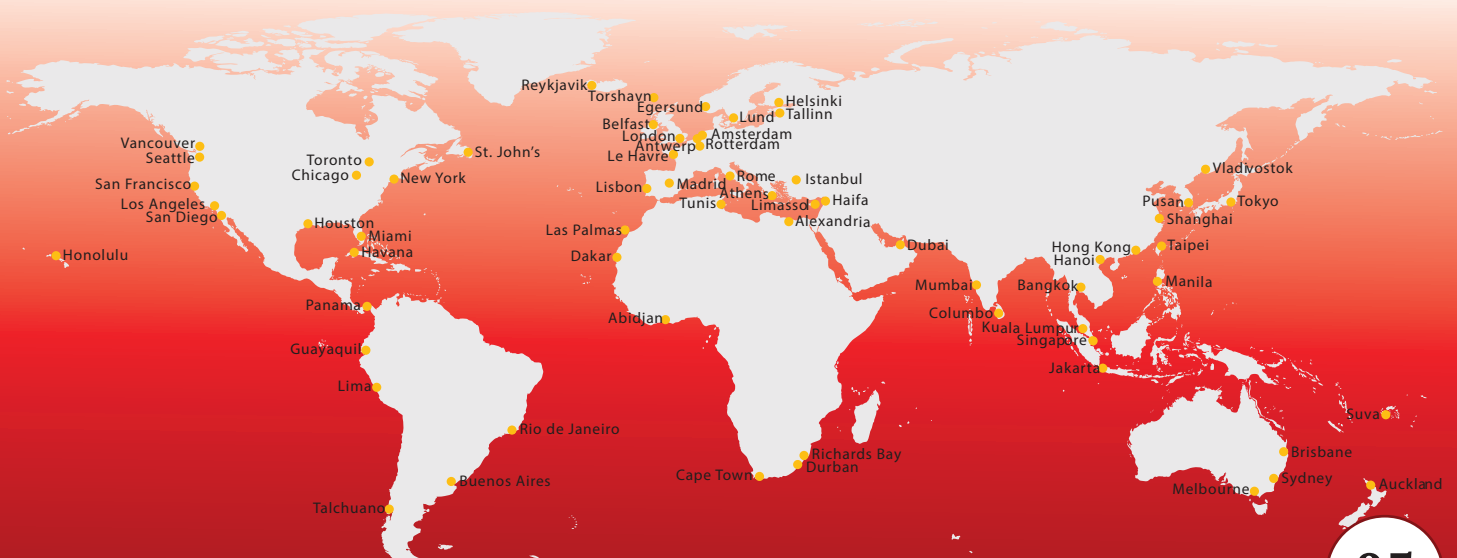 Reykjavik
Torshavn
Egersund
Helsinki
Tallinn
Lund
Belfast
London
Amsterdam
Antwerp
Rotterdam
Le Havre
Vancouver
Seattle
Toronto
Chicago
St. John's
New York
San Francisco
Los Angeles
San Diego
Houston
Miami
Havana
Honolulu
Lisbon
Madrid
Rome
Athens
Istanbul
Tunis
Limassol
Haifa
Alexandria
Las Palmas
Dakar
Dubai
Vladivostok
Pusan
Tokyo
Shanghai
Hong Kong
Taipei
Hanoi
Mumbai
Bangkok
Manila
Columbo
Kuala Lumpur
Singapore
Jakarta
Panama
Abidjan
Guayaquil
Lima
Rio de Janeiro
Buenos Aires
Talchuano
Richards Bay
Durban
Cape Town
Suva
Brisbane
Sydney
Melbourne
Auckland